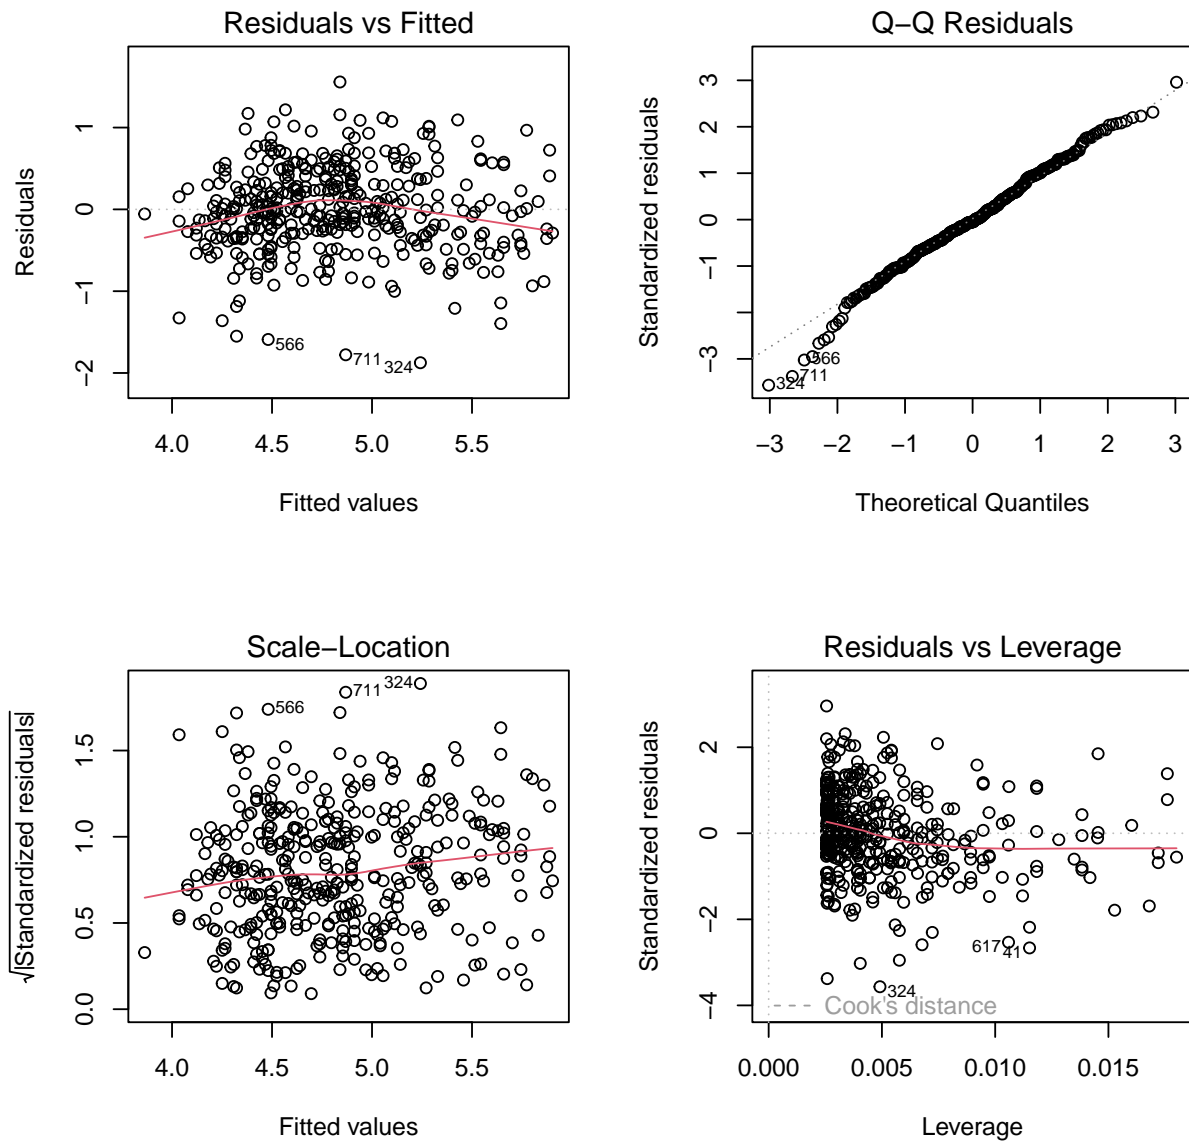 Residuals vs Fitted
Residuals
1
0
−1
−2
566
711
324
4.0 4.5 5.0 5.5
Fitted values
Q−Q Residuals
Standardized residuals
3
2
1
0
−1
−3
566
711
324
−3 −2 −1 0 1 2 3
Theoretical Quantiles
Scale−Location
√|Standardized residuals|
1.5
1.0
0.5
0.0
566
711
324
4.0 4.5 5.0 5.5
Fitted values
Residuals vs Leverage
Standardized residuals
2
0
−2
−4
617
41
324
Cook's distance
0.000 0.005 0.010 0.015
Leverage